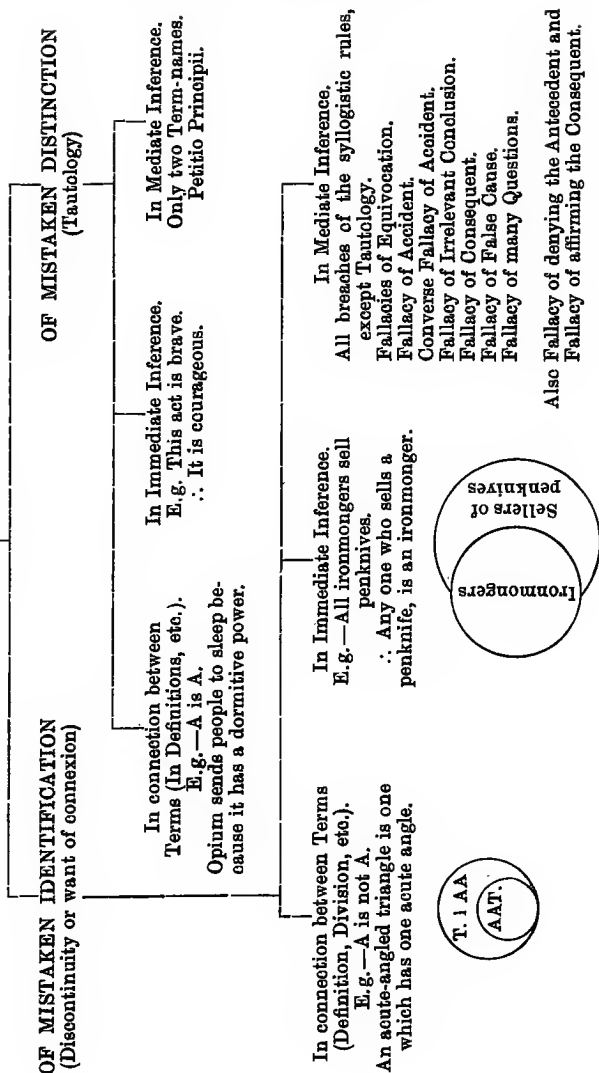 OF MISTAKEN IDENTIFICATION
(Discontinuity or want of connexion)
OF MISTAKEN DISTINCTION
(Tautology)
In connection between
Terms (In Definitions, etc.).
E.g.—A is A.
Opium sends people to sleep be-
cause it has a dormitive power.
In Immediate Inference.
E.g. This act is brave.
∴ It is courageous.
In Mediate Inference.
Only two Term-names.
Petitio Principii.
In connection between Terms
(Definition, Division, etc.).
E.g.—A is not A.
An acute-angled triangle is one
which has one acute angle.
T. 1 AA
AAT.
In Immediate Inference.
E.g.—All ironmongers sell
penknives.
∴ Any one who sells a
penknife, is an ironmonger.
Ironmongers
Sellers of
penknives
In Mediate Inference.
All breaches of the syllogistic rules,
except Tautology.
Fallacies of Equivocation.
Fallacy of Accident.
Converse Fallacy of Accident.
Fallacy of Irrelevant Conclusion.
Fallacy of Consequent.
Fallacy of False Cause.
Fallacy of many Questions.
Also Fallacy of denying the Antecedent and
Fallacy of affirming the Consequent.